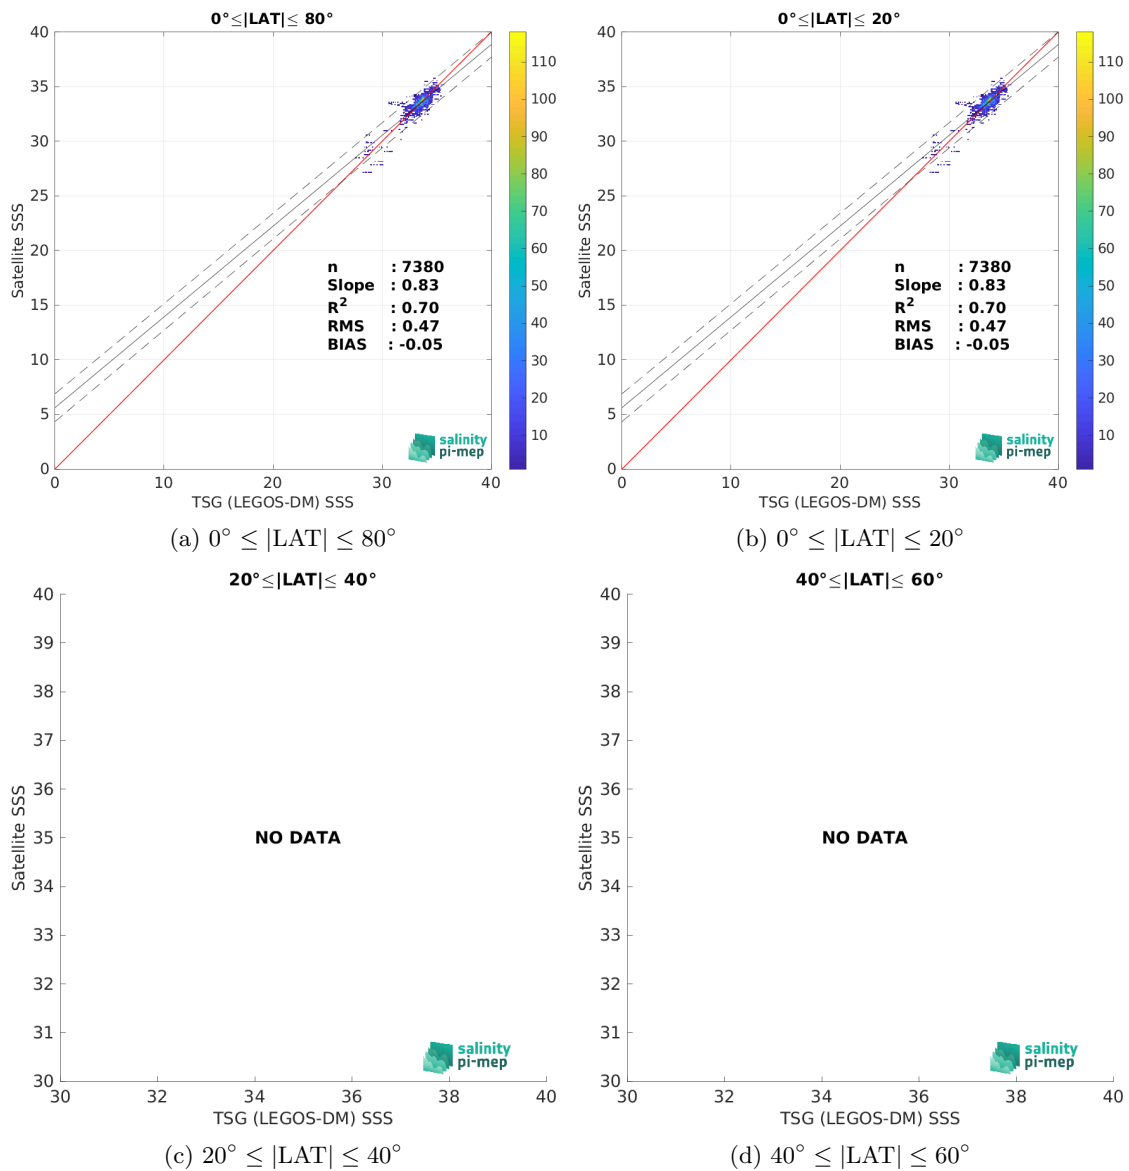 0°≤|LAT|≤ 80°
40
35
30
25
20
15
10
5
0
0
10
20
30
40
Satellite SSS
TSG (LEGOS-DM) SSS
n : 7380
Slope : 0.83
R² : 0.70
RMS : 0.47
BIAS : -0.05
salinity
pi-mep
110
100
90
80
70
60
50
40
30
20
10
(a) 0° ≤ |LAT| ≤ 80°
0°≤|LAT|≤ 20°
40
35
30
25
20
15
10
5
0
0
10
20
30
40
Satellite SSS
TSG (LEGOS-DM) SSS
n : 7380
Slope : 0.83
R² : 0.70
RMS : 0.47
BIAS : -0.05
salinity
pi-mep
110
100
90
80
70
60
50
40
30
20
10
(b) 0° ≤ |LAT| ≤ 20°
20°≤|LAT|≤ 40°
40
39
38
37
36
35
34
33
32
31
30
Satellite SSS
NO DATA
salinity
pi-mep
30
32
34
36
38
40
TSG (LEGOS-DM) SSS
(c) 20° ≤ |LAT| ≤ 40°
40°≤|LAT|≤ 60°
40
39
38
37
36
35
34
33
32
31
30
Satellite SSS
NO DATA
salinity
pi-mep
30
32
34
36
38
40
TSG (LEGOS-DM) SSS
(d) 40° ≤ |LAT| ≤ 60°